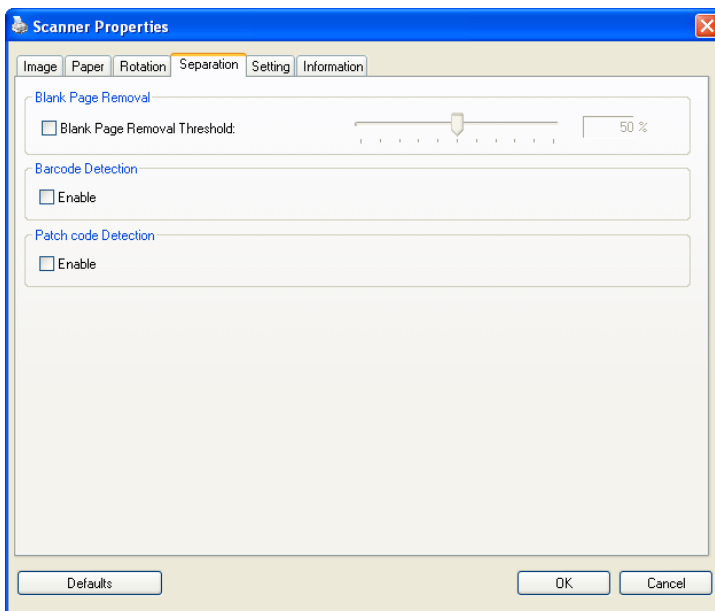 Scanner Properties
Image Paper Rotation Separation Setting Information
Blank Page Removal
Blank Page Removal Threshold: 50 %
Barcode Detection
Enable
Patch code Detection
Enable
Defaults OK Cancel